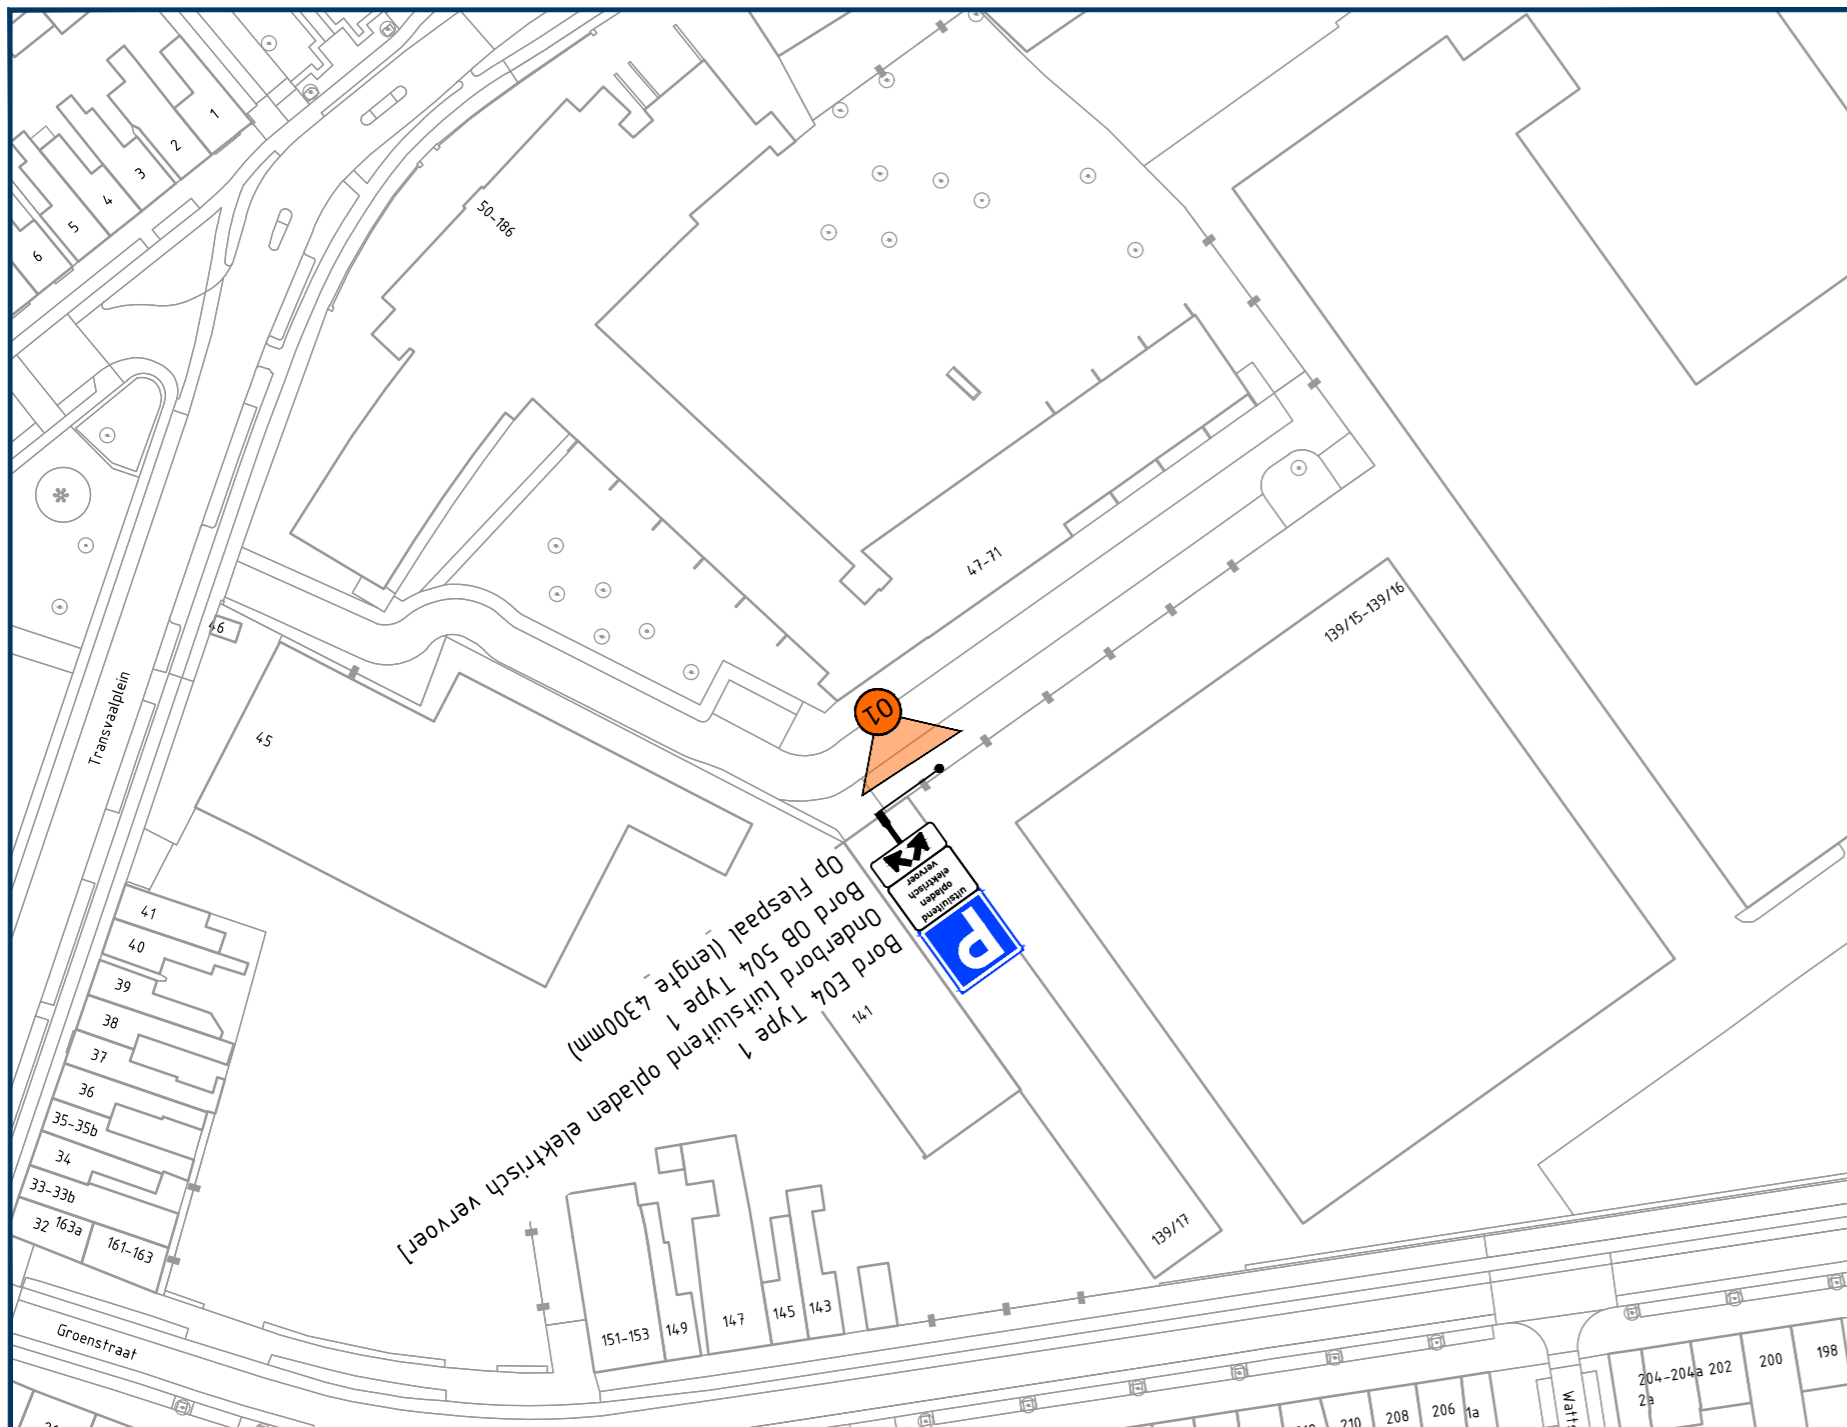 1
2
3
4
5
6
50-186
47-71
139/15-139/16
46
45
Transvaalplein
01
vervoer
elektrisch
opladen
uitsluitend
P
Bord E04 Type 1
Onderbord [uitsluitend opladen elektrisch vervoer]
Bord OB 504 Type 1
Op Flespaal (lengte 4300mm)
141
139/17
41
40
39
38
37
36
35-35b
34
33-33b
32
163a
161-163
Groenstraat
151-153
149
147
145
143
210
208
206
1a
204-204a
2a
202
200
198